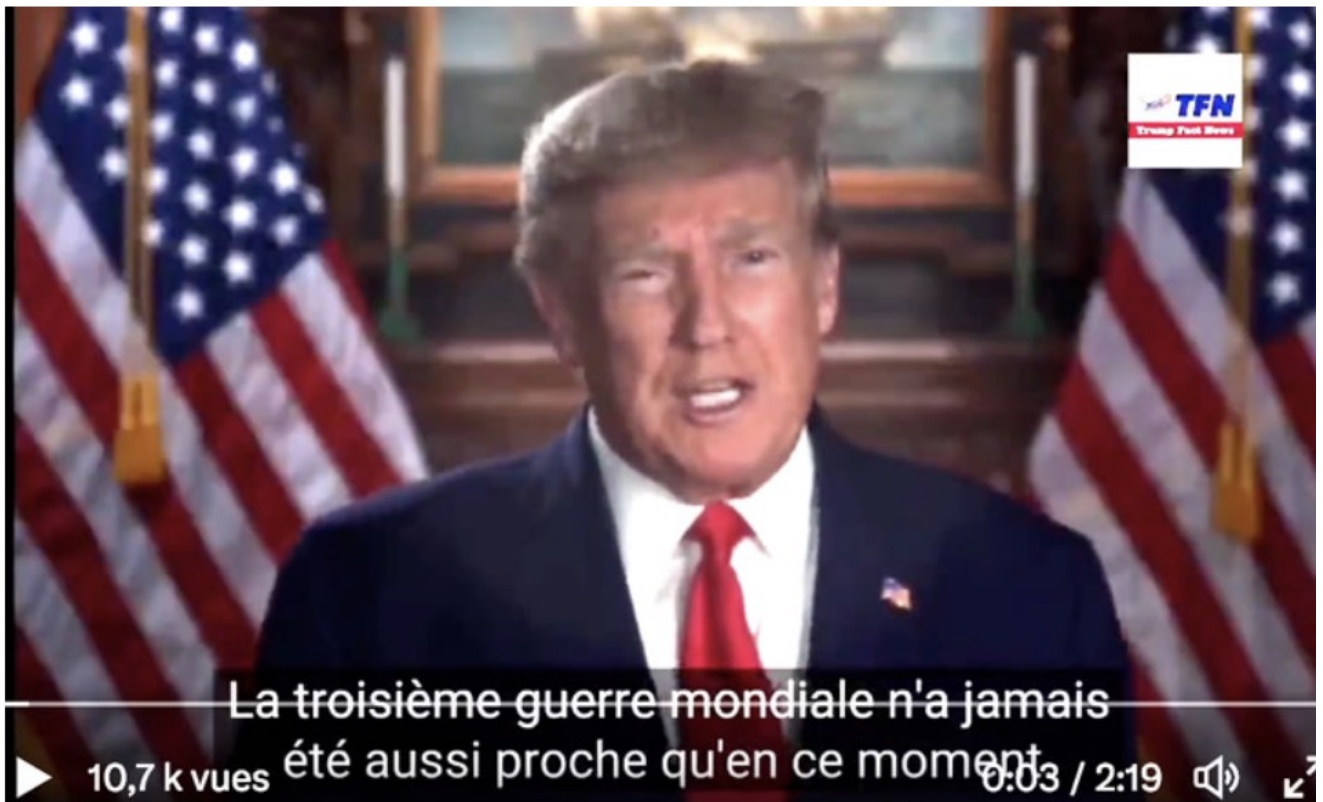 TFN
Trump Fact News
La troisième guerre mondiale n'a jamais
été aussi proche qu'en ce moment.
10,7 k vues
0:03 / 2:19